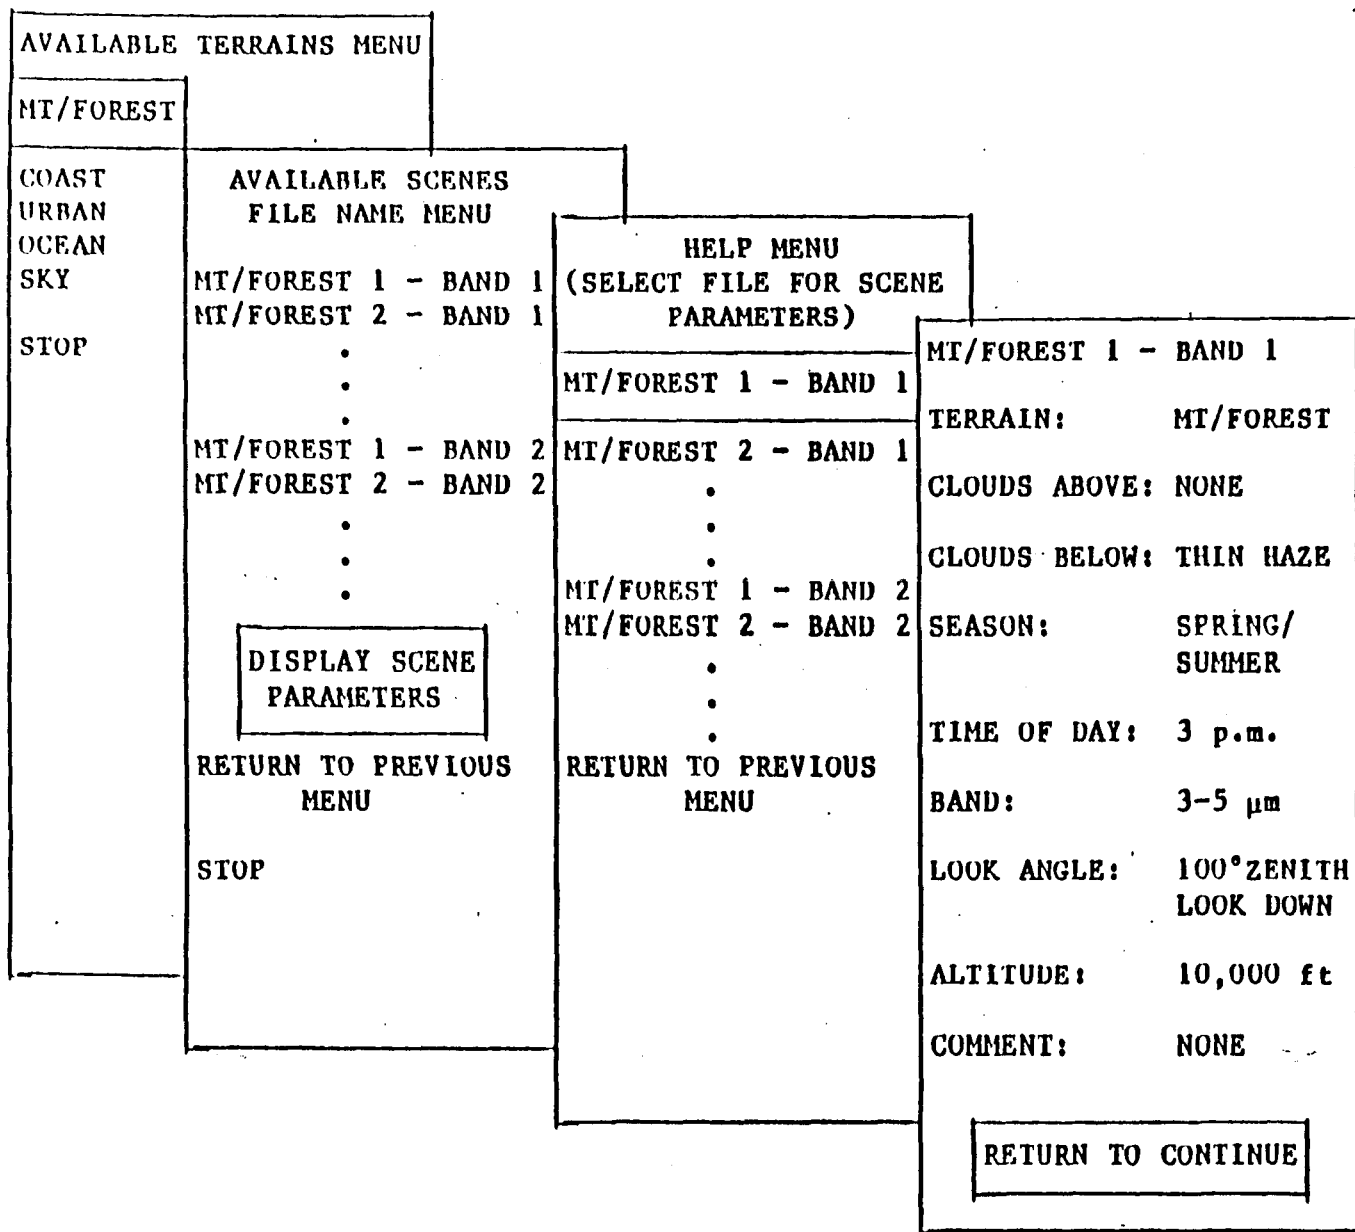 AVAILABLE TERRAINS MENU
MT/FOREST
COAST
URBAN
OCEAN
SKY
STOP
AVAILABLE SCENES
FILE NAME MENU
MT/FOREST 1 - BAND 1
MT/FOREST 2 - BAND 1
•
•
•
MT/FOREST 1 - BAND 2
MT/FOREST 2 - BAND 2
•
•
•
DISPLAY SCENE
PARAMETERS
RETURN TO PREVIOUS
MENU
STOP
HELP MENU
(SELECT FILE FOR SCENE
PARAMETERS)
MT/FOREST 1 - BAND 1
MT/FOREST 2 - BAND 1
•
•
•
MT/FOREST 1 - BAND 2
MT/FOREST 2 - BAND 2
•
•
•
RETURN TO PREVIOUS
MENU
MT/FOREST 1 - BAND 1
TERRAIN: MT/FOREST
CLOUDS ABOVE: NONE
CLOUDS BELOW: THIN HAZE
SEASON: SPRING/
SUMMER
TIME OF DAY: 3 p.m.
BAND: 3-5 µm
LOOK ANGLE: 100° ZENITH
LOOK DOWN
ALTITUDE: 10,000 ft
COMMENT: NONE
RETURN TO CONTINUE